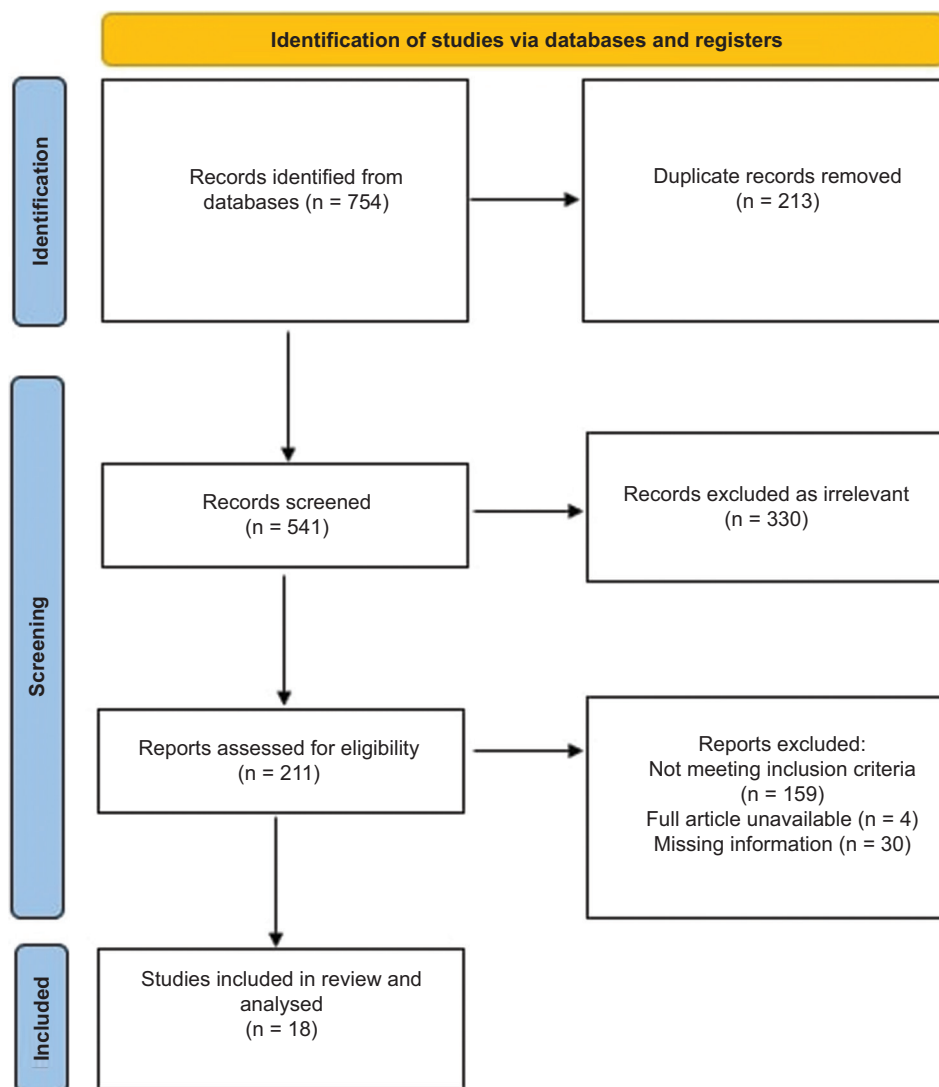 Identification of studies via databases and registers
Identification
Records identified from
databases (n = 754)
Duplicate records removed
(n = 213)
Screening
Records screened
(n = 541)
Records excluded as irrelevant
(n = 330)
Reports assessed for eligibility
(n = 211)
Reports excluded:
Not meeting inclusion criteria
(n = 159)
Full article unavailable (n = 4)
Missing information (n = 30)
Included
Studies included in review and
analysed
(n = 18)